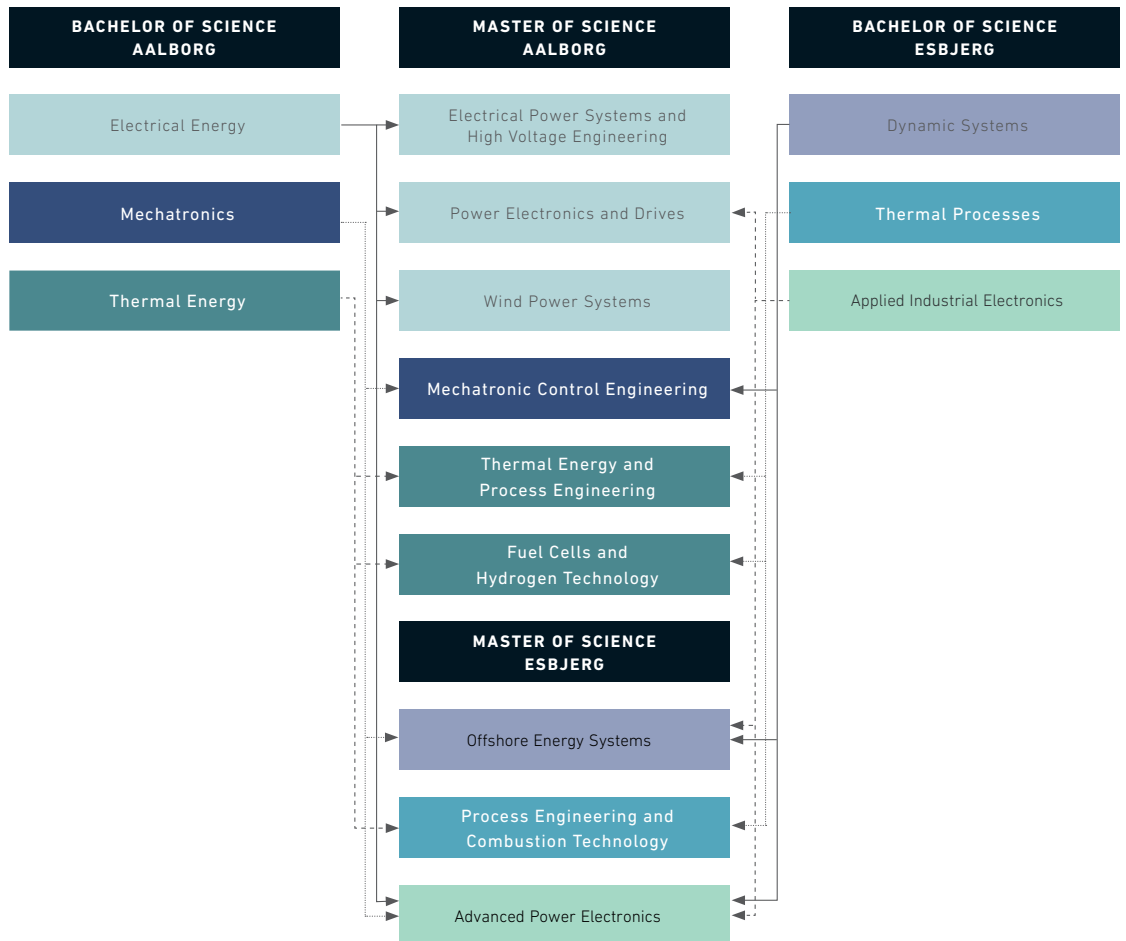 BACHELOR OF SCIENCE
AALBORG
Electrical Energy
Mechatronics
Thermal Energy
MASTER OF SCIENCE
AALBORG
Electrical Power Systems and
High Voltage Engineering
Power Electronics and Drives
Wind Power Systems
Mechatronic Control Engineering
Thermal Energy and
Process Engineering
Fuel Cells and
Hydrogen Technology
MASTER OF SCIENCE
ESBJERG
Offshore Energy Systems
Process Engineering and
Combustion Technology
Advanced Power Electronics
BACHELOR OF SCIENCE
ESBJERG
Dynamic Systems
Thermal Processes
Applied Industrial Electronics